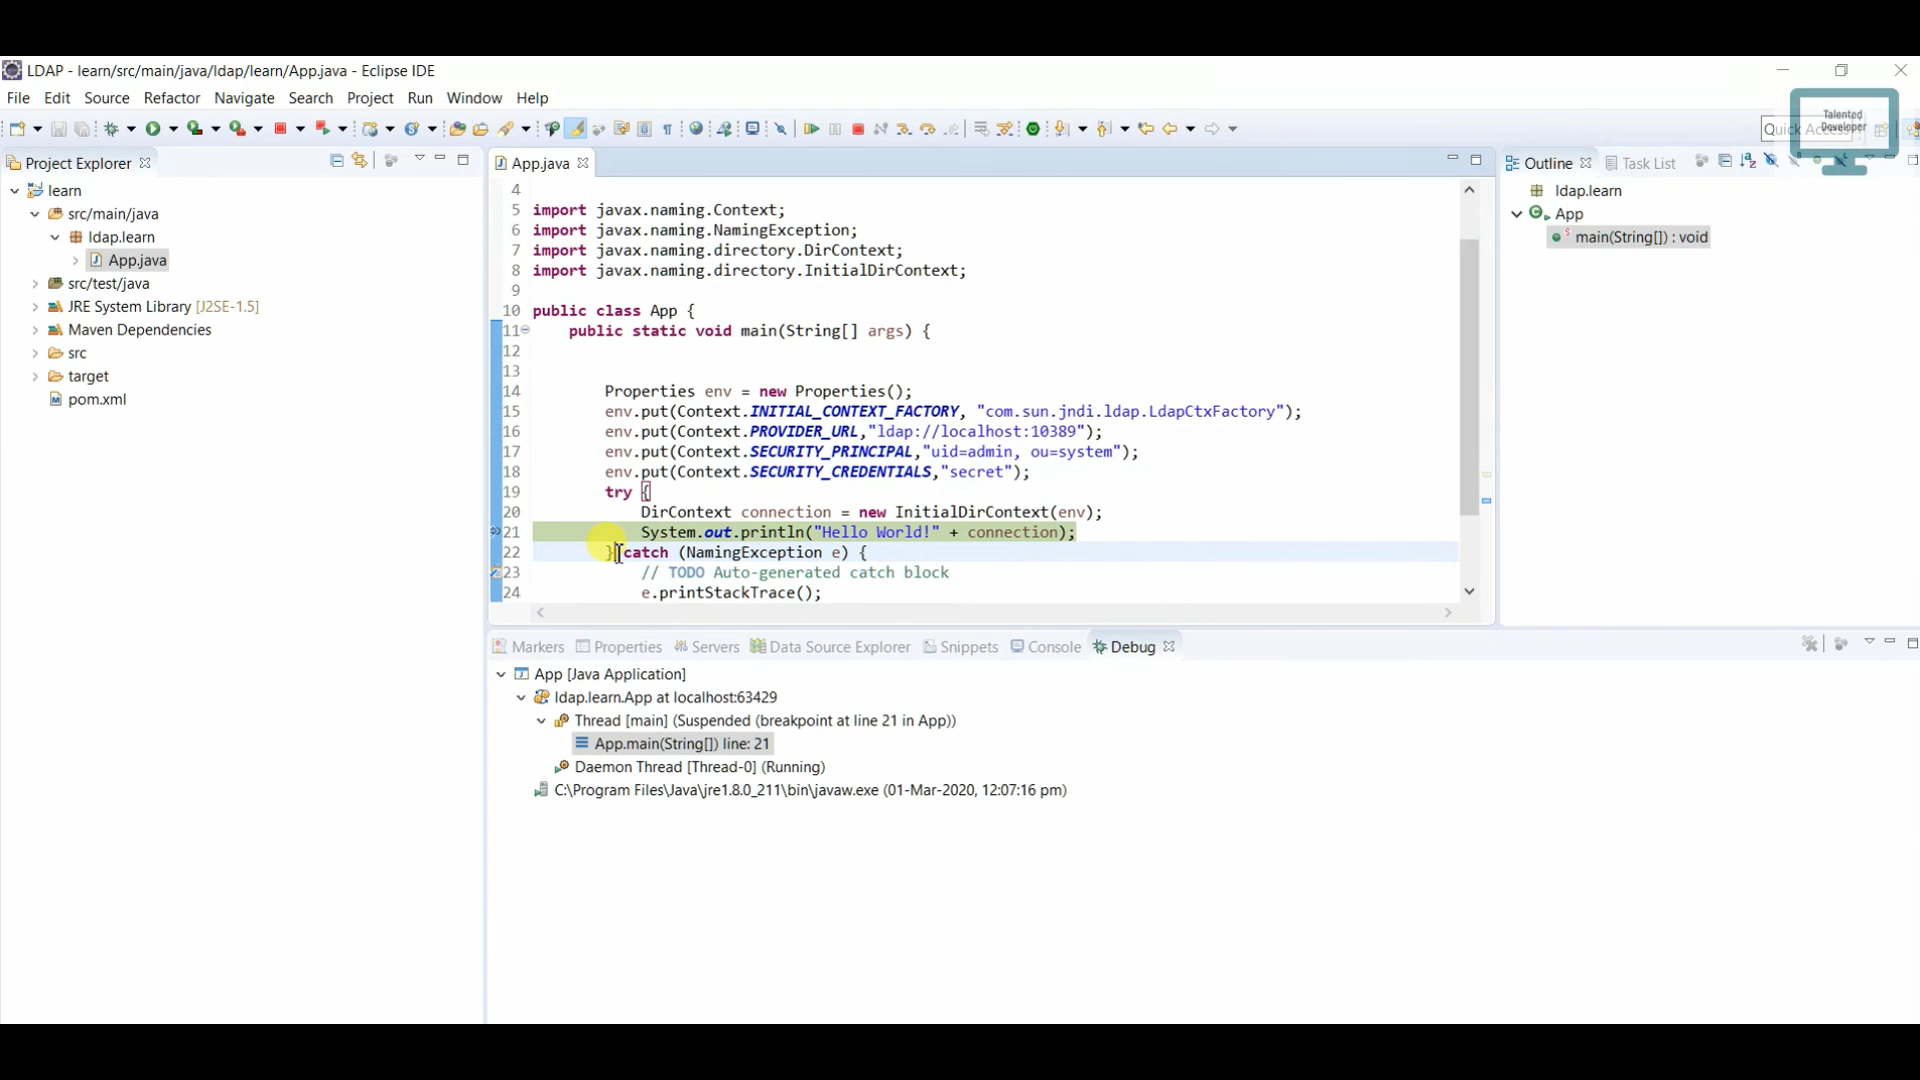 LDAP - learn/src/main/java/ldap/learn/App.java - Eclipse IDE
File Edit Source Refactor Navigate Search Project Run Window Help
Talented
Developer
Quick Access
Project Explorer
learn
src/main/java
ldap.learn
App.java
src/test/java
JRE System Library [J2SE-1.5]
Maven Dependencies
src
target
pom.xml
App.java
4
5 import javax.naming.Context;
6 import javax.naming.NamingException;
7 import javax.naming.directory.DirContext;
8 import javax.naming.directory.InitialDirContext;
9
10 public class App {
11 public static void main(String[] args) {
12
13
14 Properties env = new Properties();
15 env.put(Context.INITIAL_CONTEXT_FACTORY, "com.sun.jndi.ldap.LdapCtxFactory");
16 env.put(Context.PROVIDER_URL,"ldap://localhost:10389");
17 env.put(Context.SECURITY_PRINCIPAL,"uid=admin, ou=system");
18 env.put(Context.SECURITY_CREDENTIALS,"secret");
19 try {
20 DirContext connection = new InitialDirContext(env);
21 System.out.println("Hello World!" + connection);
22 } catch (NamingException e) {
23 // TODO Auto-generated catch block
24 e.printStackTrace();
Outline Task List
ldap.learn
App
main(String[]) : void
Markers Properties Servers Data Source Explorer Snippets Console Debug
App [Java Application]
ldap.learn.App at localhost:63429
Thread [main] (Suspended (breakpoint at line 21 in App))
App.main(String[]) line: 21
Daemon Thread [Thread-0] (Running)
C:\Program Files\Java\jre1.8.0_211\bin\javaw.exe (01-Mar-2020, 12:07:16 pm)